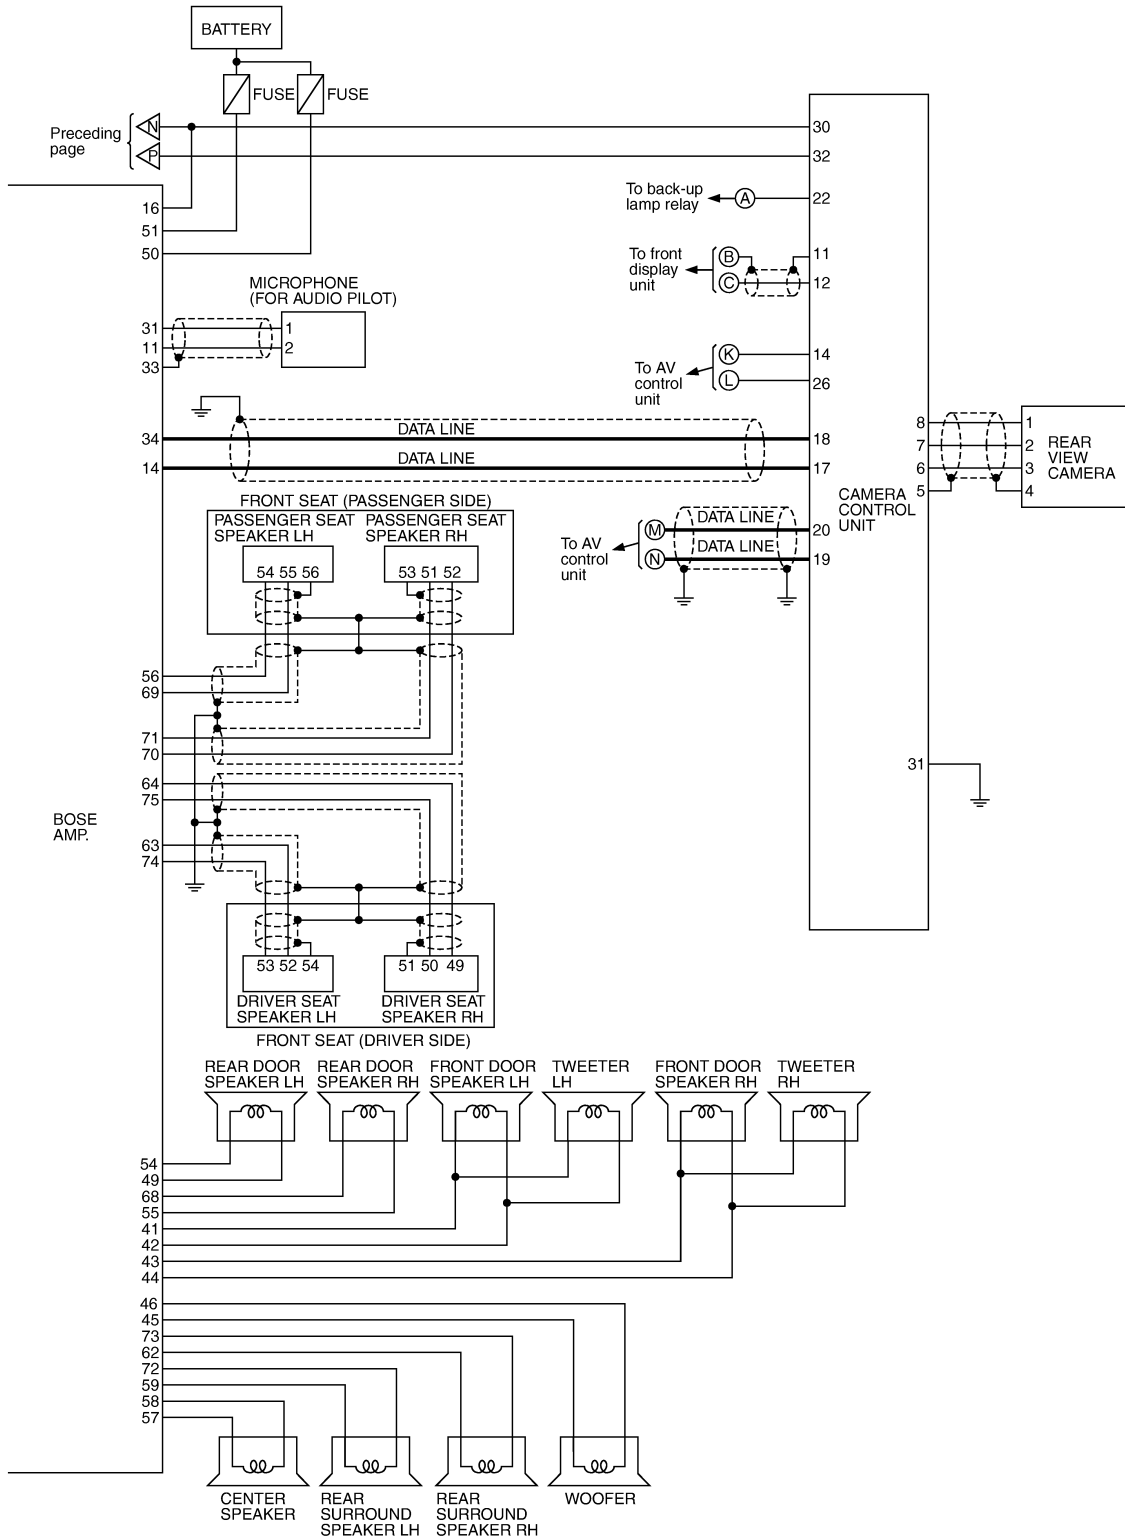 BATTERY
FUSE FUSE
Preceding
page
N
P
30
32
To back-up
lamp relay
A
22
16
51
50
To front
display
unit
B
C
11
12
MICROPHONE
(FOR AUDIO PILOT)
31
11
33
1
2
To AV
control
unit
K
L
14
26
34
14
DATA LINE
DATA LINE
18
17
8
7
6
5
1
2
3
4
REAR
VIEW
CAMERA
CAMERA
CONTROL
UNIT
FRONT SEAT (PASSENGER SIDE)
PASSENGER SEAT
SPEAKER LH
PASSENGER SEAT
SPEAKER RH
54 55 56
53 51 52
To AV
control
unit
M
N
DATA LINE
DATA LINE
20
19
56
69
71
70
64
75
63
74
31
BOSE
AMP.
53 52 54
51 50 49
DRIVER SEAT
SPEAKER LH
DRIVER SEAT
SPEAKER RH
FRONT SEAT (DRIVER SIDE)
REAR DOOR
SPEAKER LH
REAR DOOR
SPEAKER RH
FRONT DOOR
SPEAKER LH
TWEETER
LH
FRONT DOOR
SPEAKER RH
TWEETER
RH
54
49
68
55
41
42
43
44
46
45
73
62
72
59
58
57
CENTER
SPEAKER
REAR
SURROUND
SPEAKER LH
REAR
SURROUND
SPEAKER RH
WOOFER